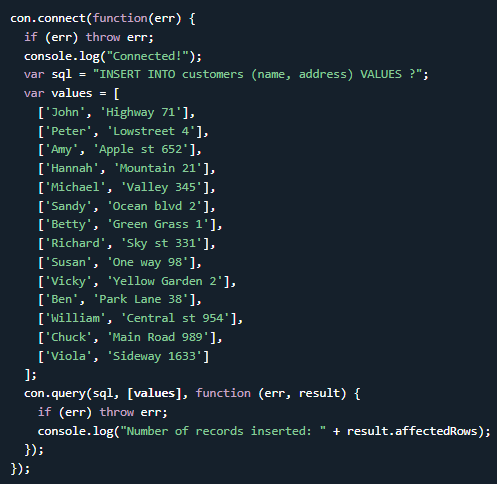 con.connect(function(err) {
  if (err) throw err;
  console.log("Connected!");
  var sql = "INSERT INTO customers (name, address) VALUES ?";
  var values = [
    ['John', 'Highway 71'],
    ['Peter', 'Lowstreet 4'],
    ['Amy', 'Apple st 652'],
    ['Hannah', 'Mountain 21'],
    ['Michael', 'Valley 345'],
    ['Sandy', 'Ocean blvd 2'],
    ['Betty', 'Green Grass 1'],
    ['Richard', 'Sky st 331'],
    ['Susan', 'One way 98'],
    ['Vicky', 'Yellow Garden 2'],
    ['Ben', 'Park Lane 38'],
    ['William', 'Central st 954'],
    ['Chuck', 'Main Road 989'],
    ['Viola', 'Sideway 1633']
  ];
  con.query(sql, [values], function (err, result) {
    if (err) throw err;
    console.log("Number of records inserted: " + result.affectedRows);
  });
});